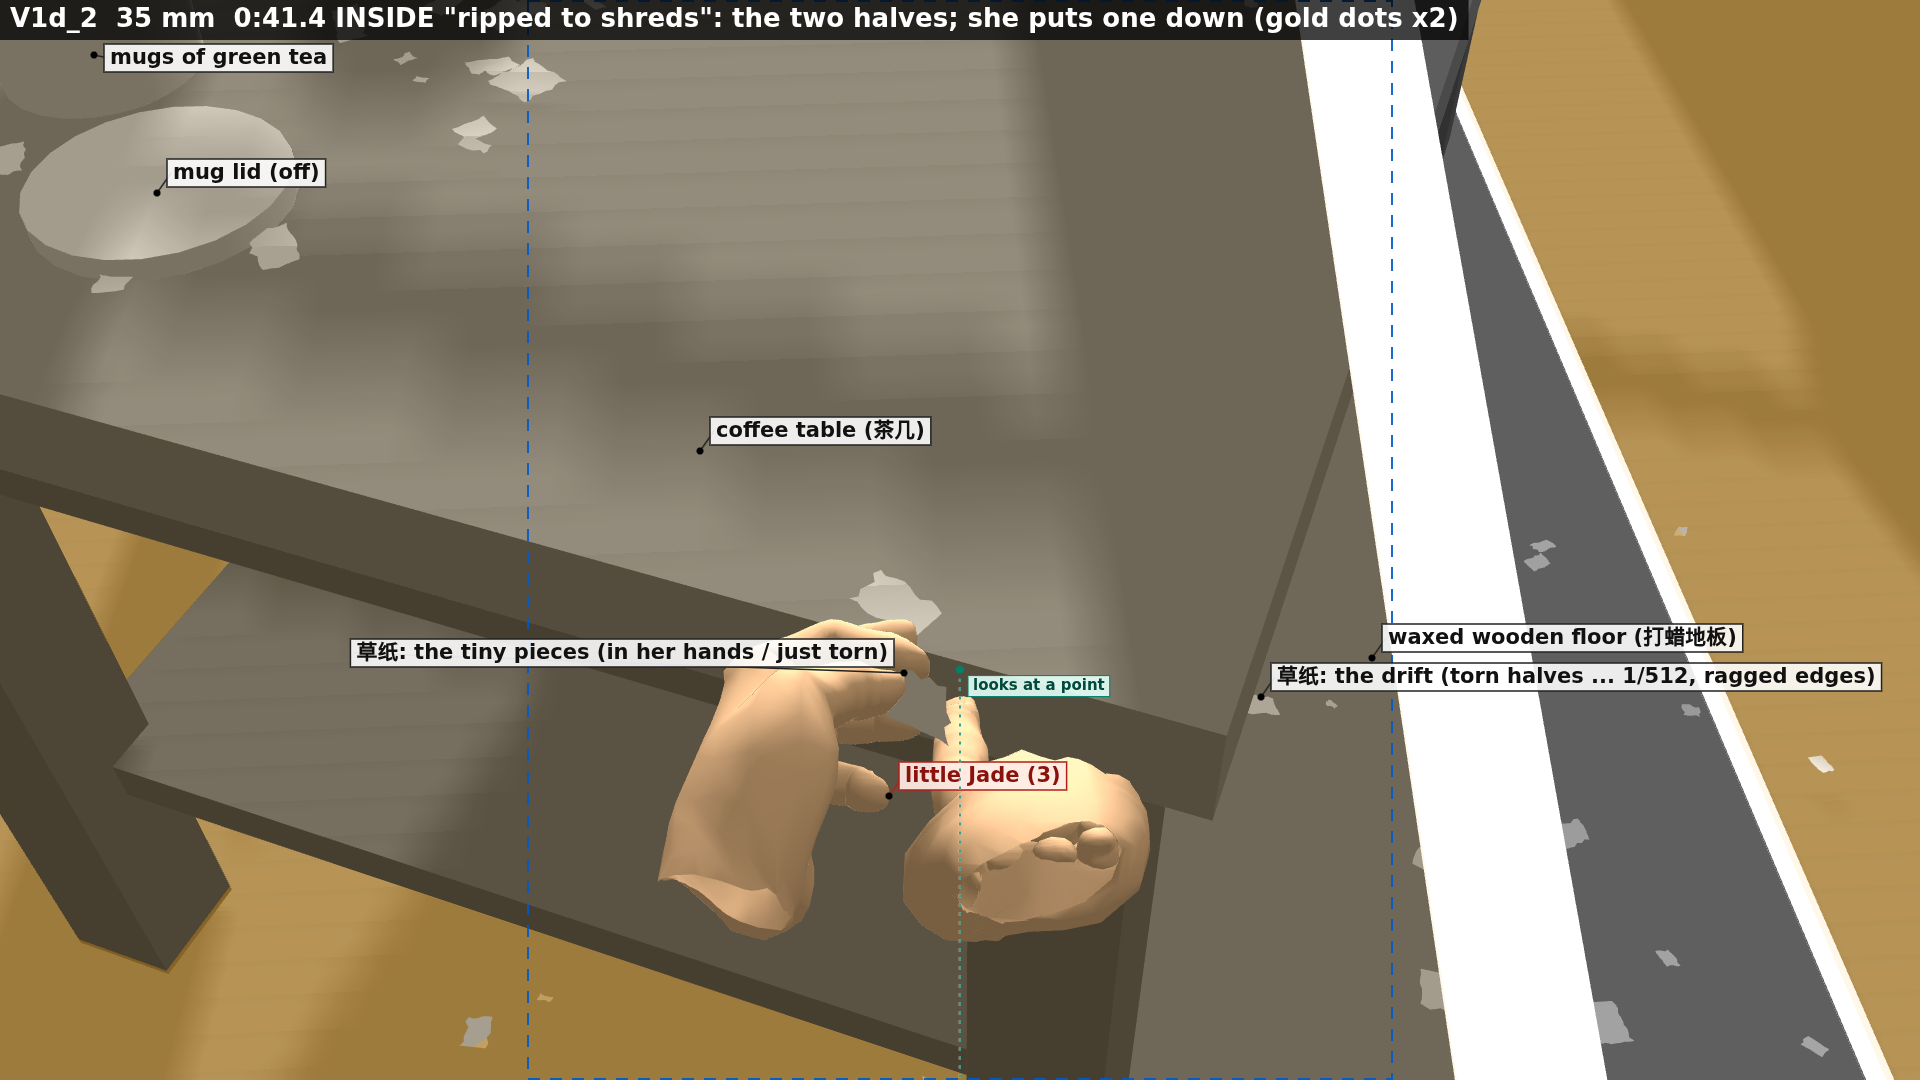 V1d_2  35 mm  0:41.4 INSIDE "ripped to shreds": the two halves; she puts one down (gold dots x2)
mugs of green tea
mug lid (off)
coffee table (茶几)
草纸: the tiny pieces (in her hands / just torn)
waxed wooden floor (打蜡地板)
草纸: the drift (torn halves ... 1/512, ragged edges)
looks at a point
little Jade (3)